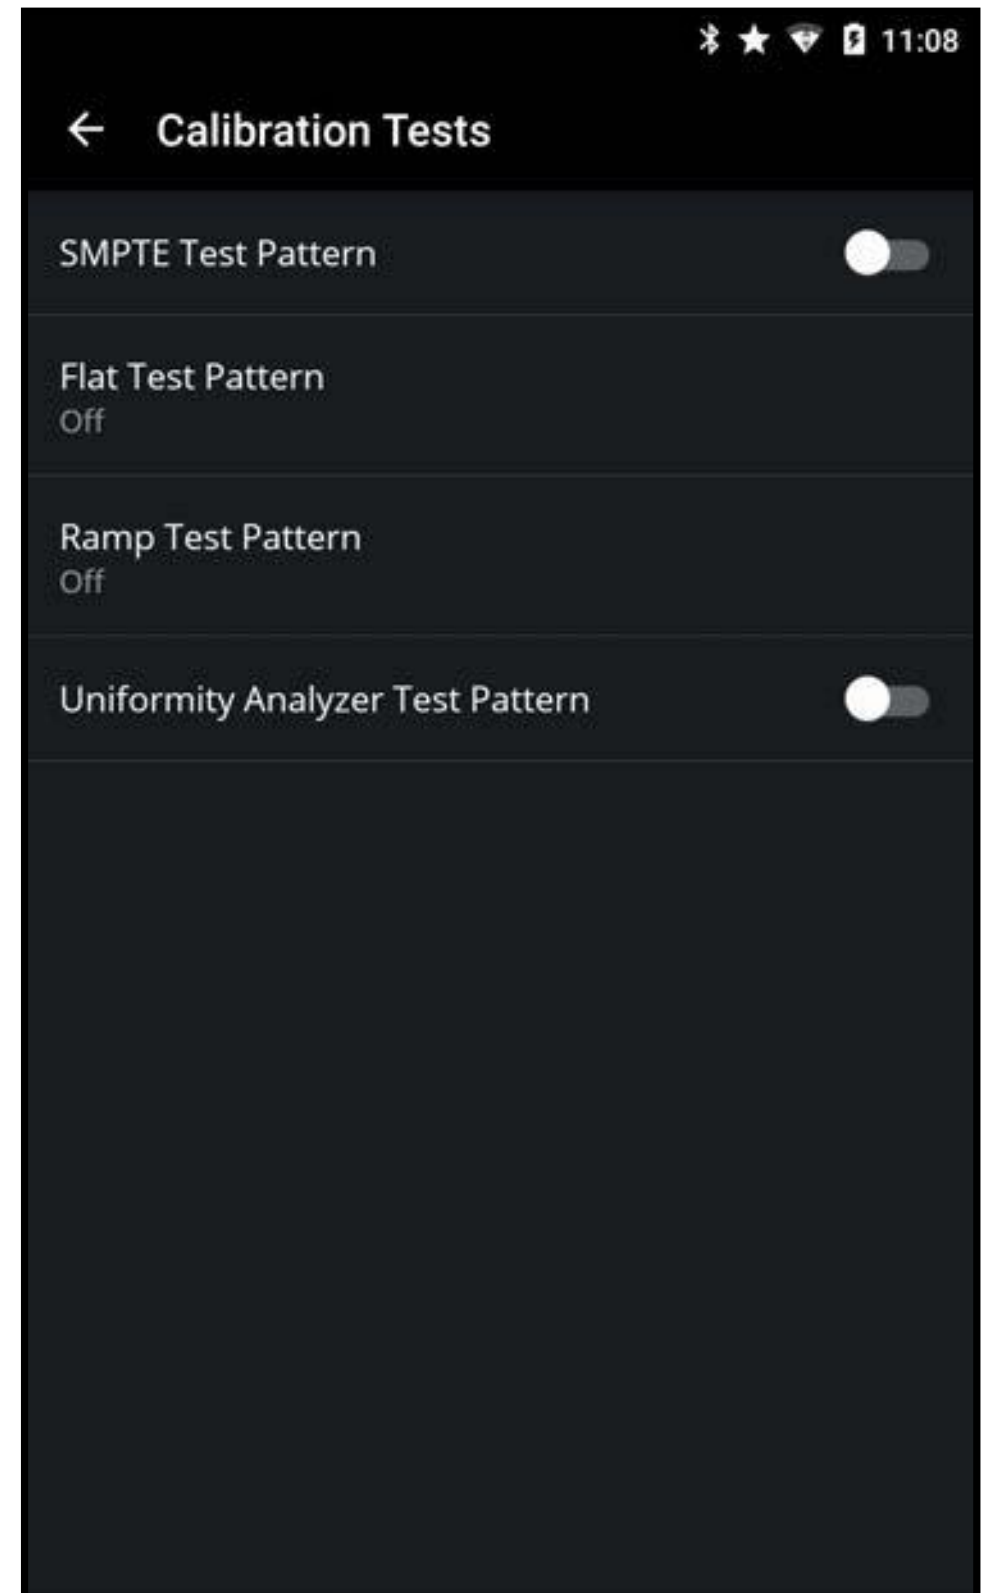 11:08
Calibration Tests
SMPTE Test Pattern
Flat Test Pattern
Off
Ramp Test Pattern
Off
Uniformity Analyzer Test Pattern